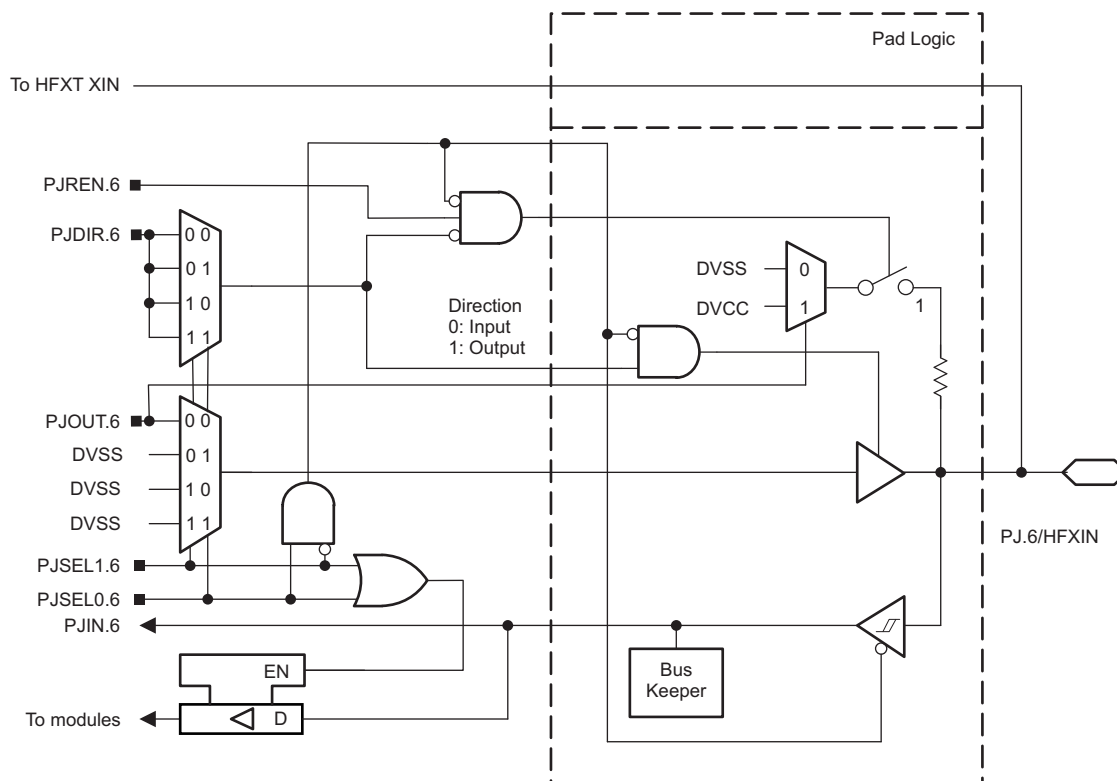 Pad Logic
To HFXT XIN
PJREN.6
PJDIR.6
0 0
0 1
1 0
1 1
Direction
0: Input
1: Output
DVSS
0
DVCC
1
1
PJOUT.6
0 0
DVSS
0 1
DVSS
1 0
DVSS
1 1
PJSEL1.6
PJSEL0.6
PJIN.6
PJ.6/HFXIN
EN
D
To modules
Bus
Keeper